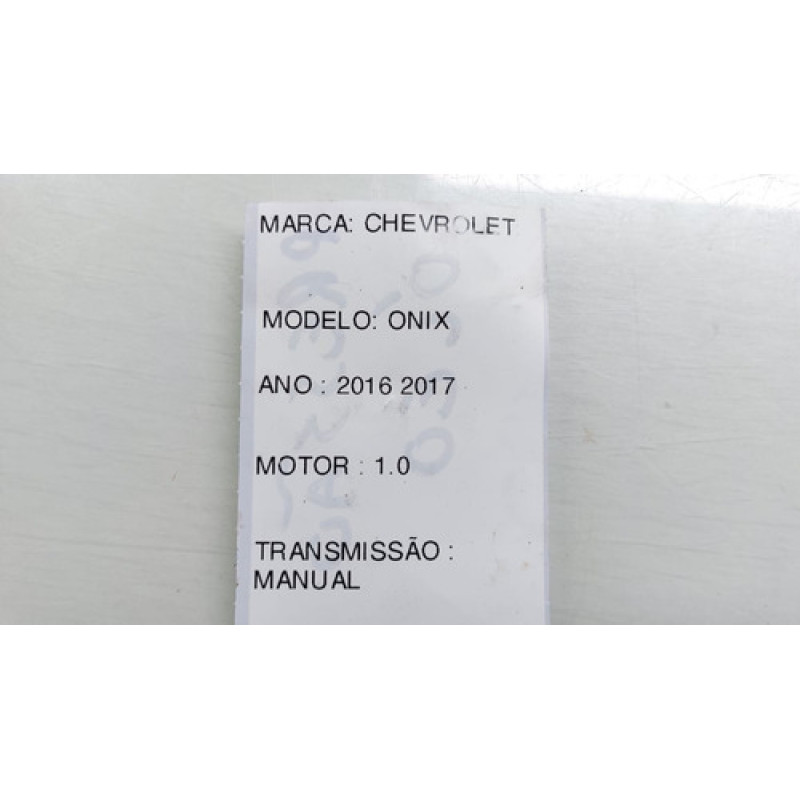 MARCA: CHEVROLET
MODELO: ONIX
ANO : 2016 2017
MOTOR : 1.0
TRANSMISSÃO :
MANUAL